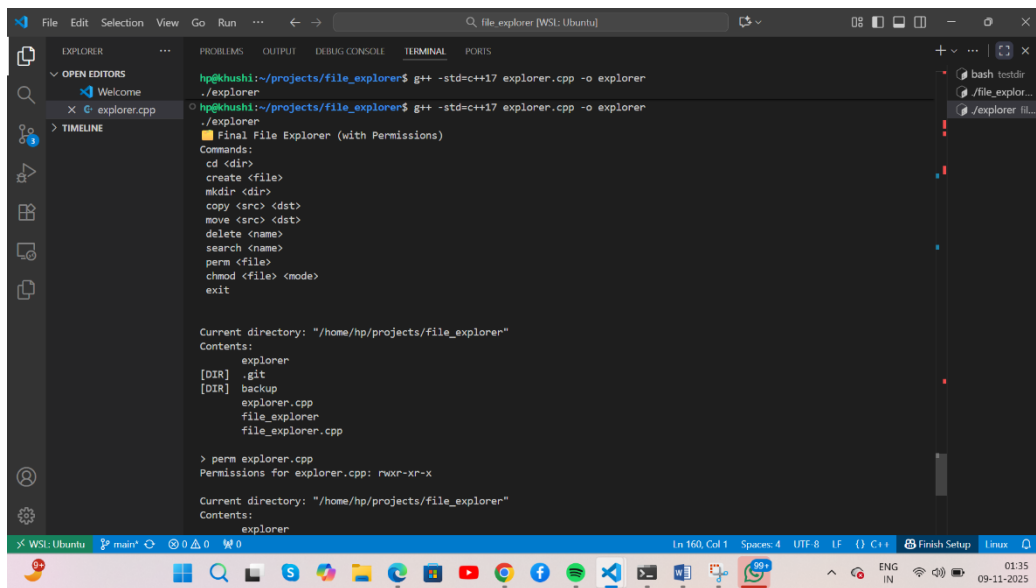 File Edit Selection View Go Run ··· file_explorer [WSL: Ubuntu]
EXPLORER ···
PROBLEMS OUTPUT DEBUG CONSOLE TERMINAL PORTS
OPEN EDITORS
Welcome
explorer.cpp
TIMELINE
bash testdir
./file_explor...
./explorer fil...
hp@khushi:~/projects/file_explorer$ g++ -std=c++17 explorer.cpp -o explorer
./explorer
hp@khushi:~/projects/file_explorer$ g++ -std=c++17 explorer.cpp -o explorer
./explorer
Final File Explorer (with Permissions)
Commands:
cd <dir>
create <file>
mkdir <dir>
copy <src> <dst>
move <src> <dst>
delete <name>
search <name>
perm <file>
chmod <file> <mode>
exit
Current directory: "/home/hp/projects/file_explorer"
Contents:
explorer
[DIR] .git
[DIR] backup
explorer.cpp
file_explorer
file_explorer.cpp
> perm explorer.cpp
Permissions for explorer.cpp: rwxr-xr-x
Current directory: "/home/hp/projects/file_explorer"
Contents:
explorer
3
WSL: Ubuntu main* 0 0 0 Ln 160, Col 1 Spaces: 4 UTF-8 LF {} C++ Finish Setup Linux
9+
99+
ENG
IN
01:35